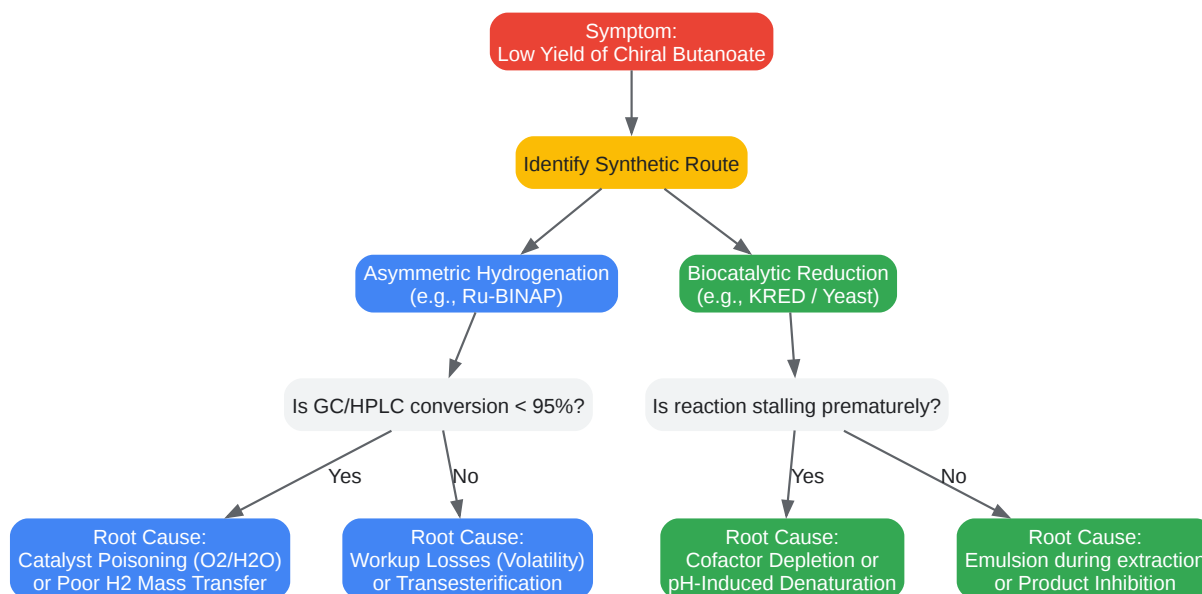 Symptom:
Low Yield of Chiral Butanoate
Identify Synthetic Route
Asymmetric Hydrogenation
(e.g., Ru-BINAP)
Biocatalytic Reduction
(e.g., KRED / Yeast)
Is GC/HPLC conversion < 95%?
Is reaction stalling prematurely?
Yes
No
Yes
No
Root Cause:
Catalyst Poisoning (O2/H2O)
or Poor H2 Mass Transfer
Root Cause:
Workup Losses (Volatility)
or Transesterification
Root Cause:
Cofactor Depletion or
pH-Induced Denaturation
Root Cause:
Emulsion during extraction
or Product Inhibition